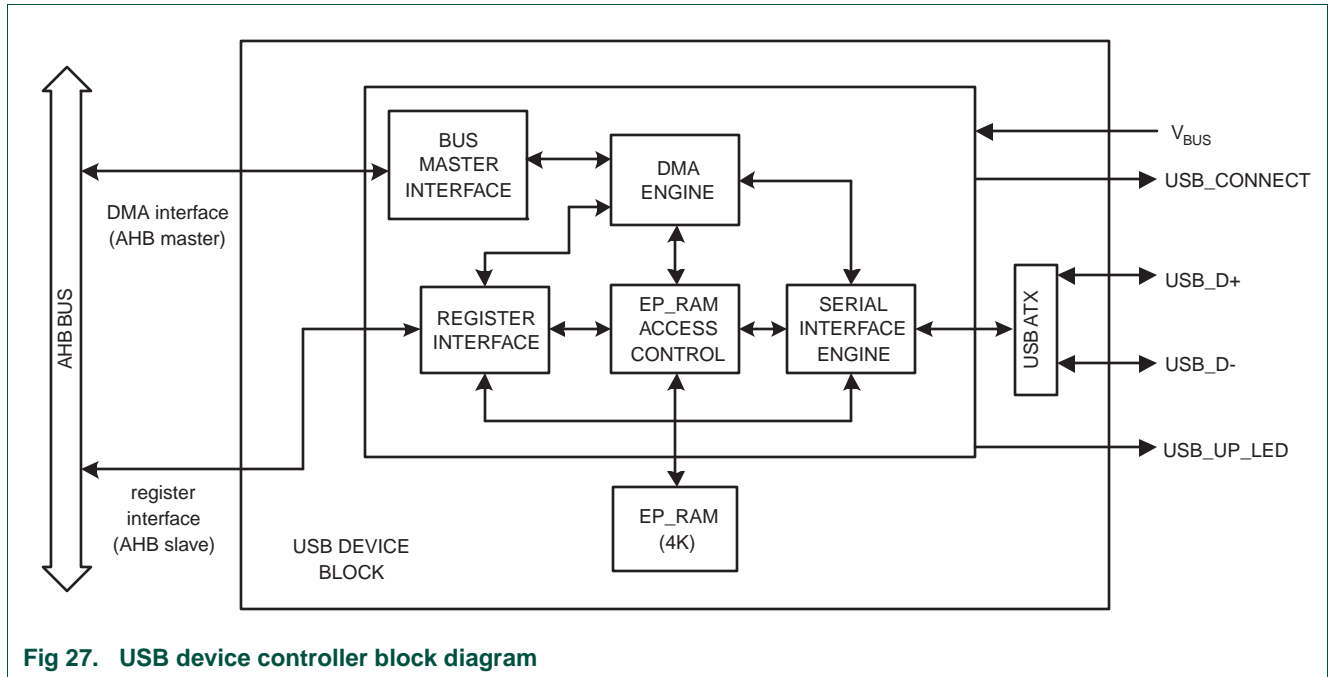 BUS
MASTER
INTERFACE
DMA
ENGINE
V_BUS
USB_CONNECT
DMA interface
(AHB master)
AHB BUS
REGISTER
INTERFACE
EP_RAM
ACCESS
CONTROL
SERIAL
INTERFACE
ENGINE
USB ATX
USB_D+
USB_D-
USB_UP_LED
register
interface
(AHB slave)
USB DEVICE
BLOCK
EP_RAM
(4K)
Fig 27. USB device controller block diagram